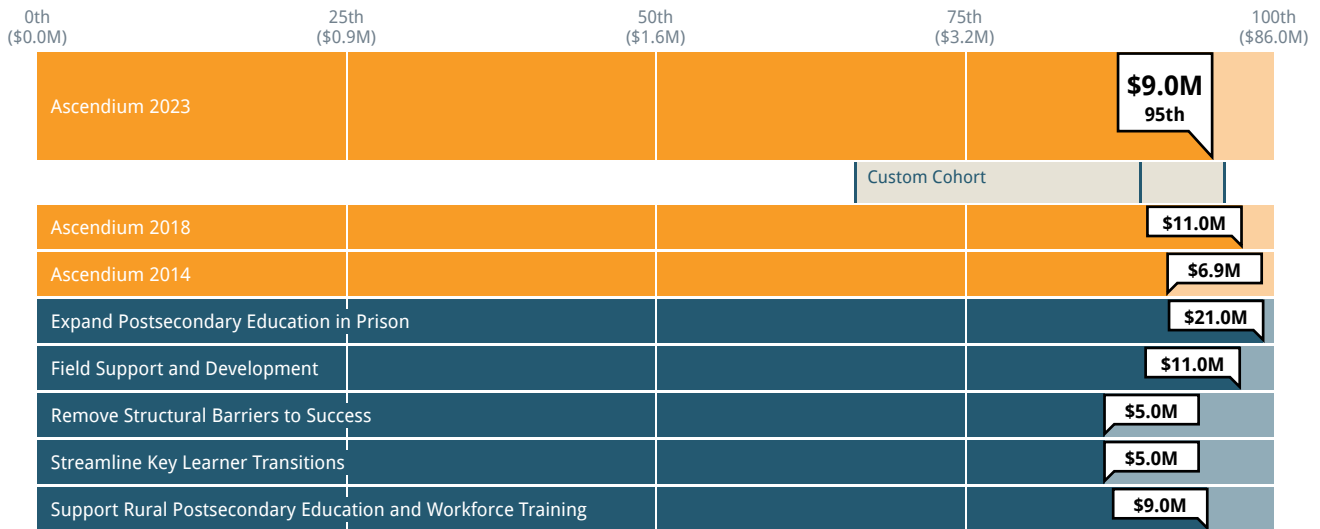 0th 25th 50th 75th 100th
($0.0M) ($0.9M) ($1.6M) ($3.2M) ($86.0M)
Ascendium 2023 $9.0M
95th
Custom Cohort
Ascendium 2018 $11.0M
Ascendium 2014 $6.9M
Expand Postsecondary Education in Prison $21.0M
Field Support and Development $11.0M
Remove Structural Barriers to Success $5.0M
Streamline Key Learner Transitions $5.0M
Support Rural Postsecondary Education and Workforce Training $9.0M